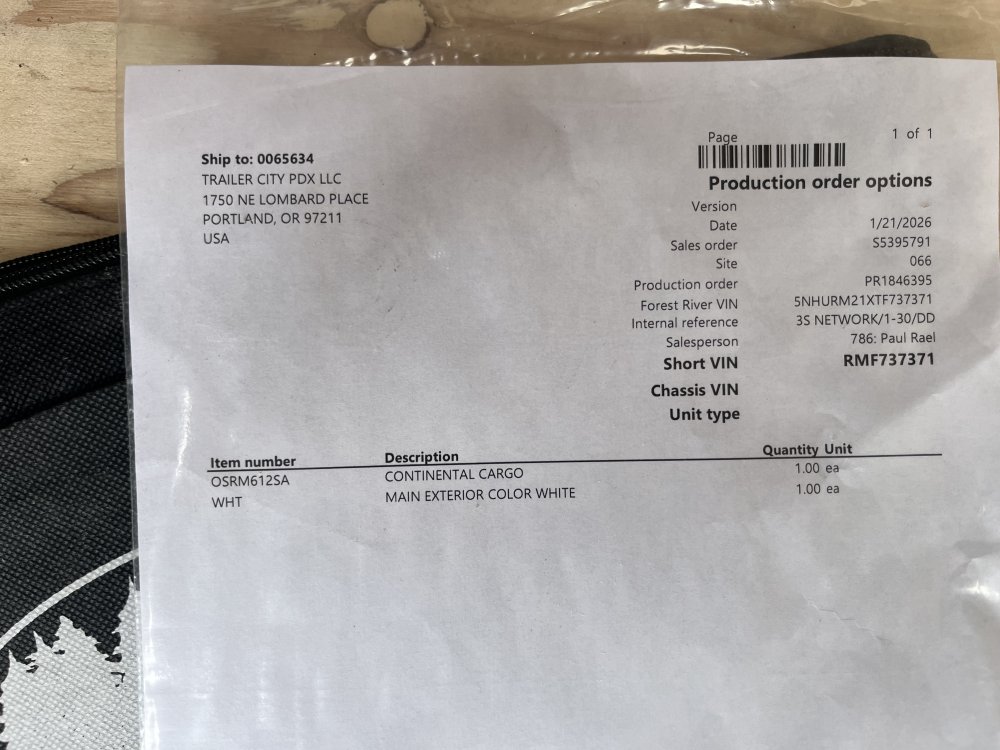 Page 1 of 1
Ship to: 0065634
TRAILER CITY PDX LLC
1750 NE LOMBARD PLACE
PORTLAND, OR 97211
USA
Production order options
Version
Date 1/21/2026
Sales order S5395791
Site 066
Production order PR1846395
Forest River VIN 5NHURM21XTF737371
Internal reference 3S NETWORK/1-30/DD
Salesperson 786: Paul Rael
Short VIN RMF737371
Chassis VIN
Unit type
Item number Description Quantity Unit
OSRM612SA CONTINENTAL CARGO 1.00 ea
WHT MAIN EXTERIOR COLOR WHITE 1.00 ea